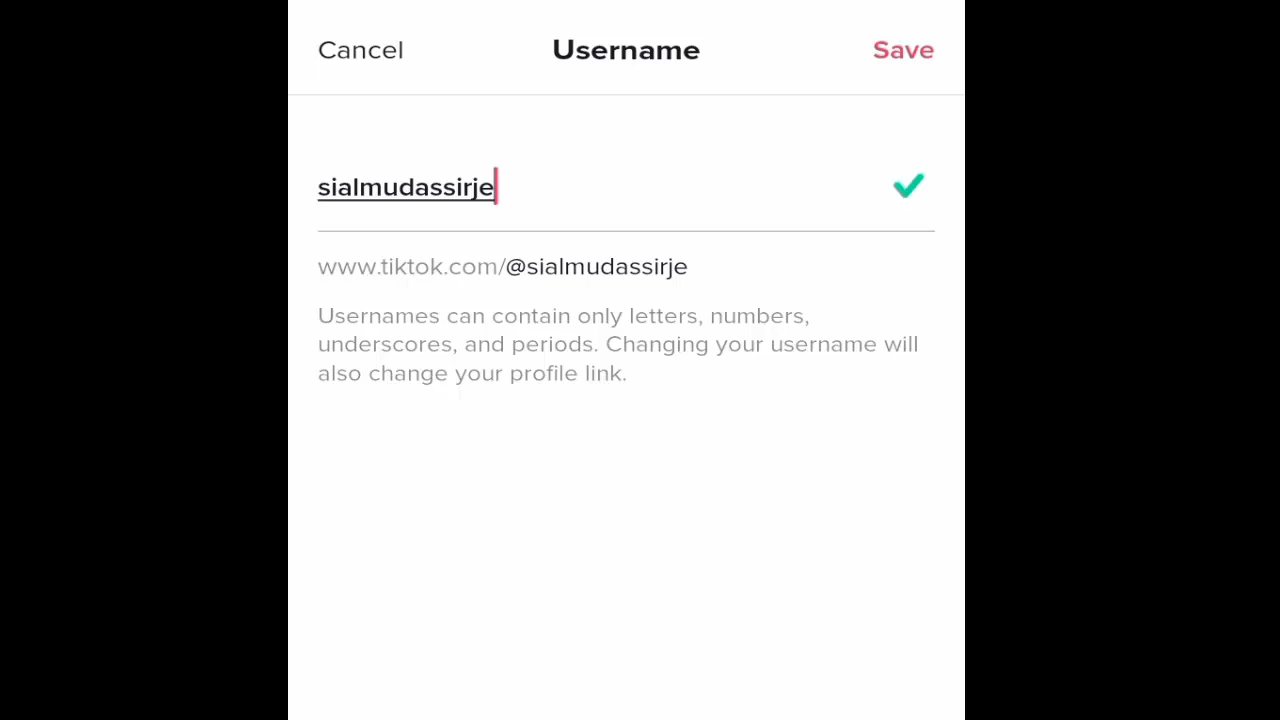 Cancel Username Save
sialmudassirje
www.tiktok.com/@sialmudassirje
Usernames can contain only letters, numbers,
underscores, and periods. Changing your username will
also change your profile link.